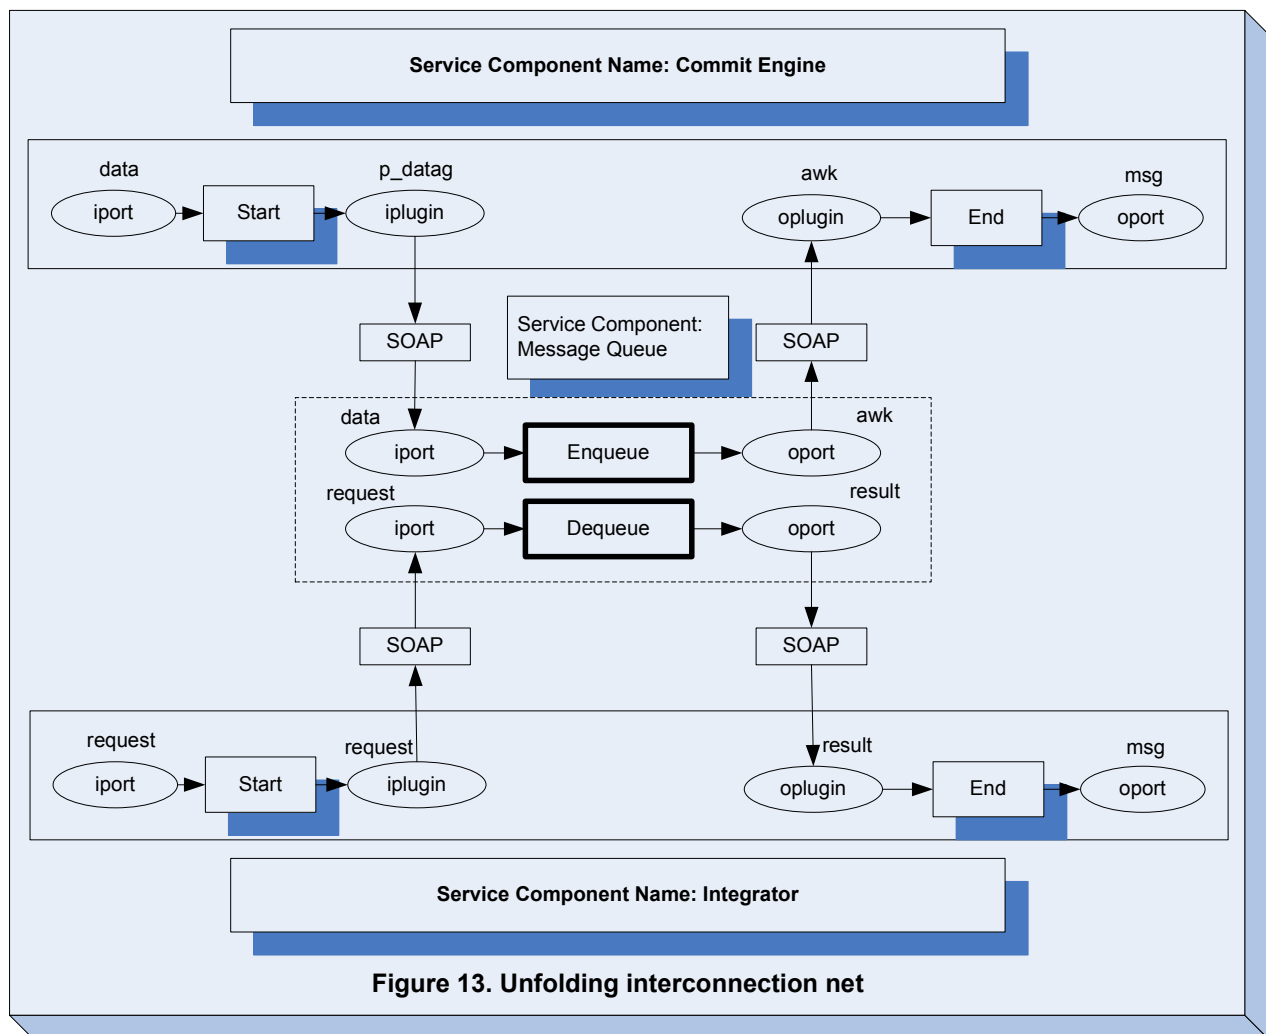 Service Component Name: Commit Engine
data
p_datag
awk
msg
iport
Start
iplugin
oplugin
End
oport
Service Component:
Message Queue
SOAP
SOAP
data
awk
iport
Enqueue
oport
request
result
iport
Dequeue
oport
SOAP
SOAP
request
request
result
msg
iport
Start
iplugin
oplugin
End
oport
Service Component Name: Integrator
Figure 13. Unfolding interconnection net